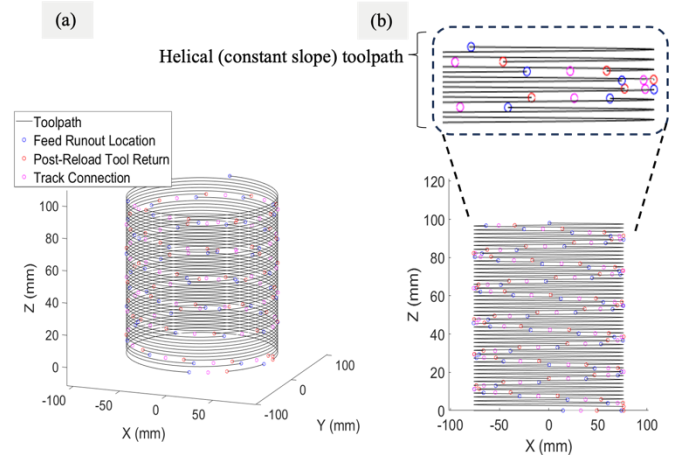 (a)
(b)
Helical (constant slope) toolpath
Toolpath
Feed Runout Location
Post-Reload Tool Return
Track Connection
100
80
60
40
20
0
Z (mm)
-100
-50
0
50
X (mm)
-100
0
100
Y (mm)
120
100
80
60
40
20
0
Z (mm)
-100
-50
0
50
100
X (mm)